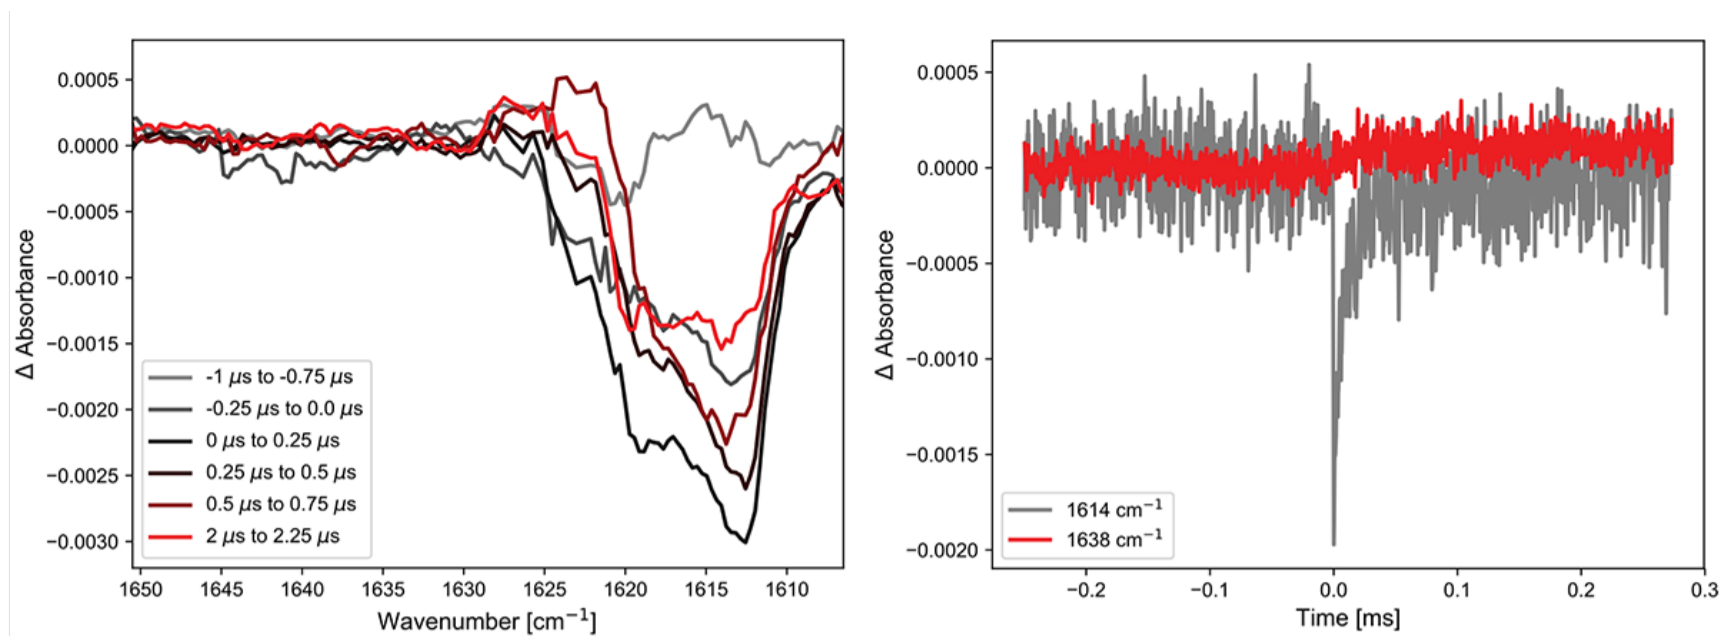 0.0005
0.0000
−0.0005
−0.0010
−0.0015
−0.0020
−0.0025
−0.0030
Δ Absorbance
-1 µs to -0.75 µs
-0.25 µs to 0.0 µs
0 µs to 0.25 µs
0.25 µs to 0.5 µs
0.5 µs to 0.75 µs
2 µs to 2.25 µs
1650 1645 1640 1635 1630 1625 1620 1615 1610
Wavenumber [cm⁻¹]
0.0005
0.0000
−0.0005
−0.0010
−0.0015
−0.0020
Δ Absorbance
1614 cm⁻¹
1638 cm⁻¹
−0.2 −0.1 0.0 0.1 0.2 0.3
Time [ms]